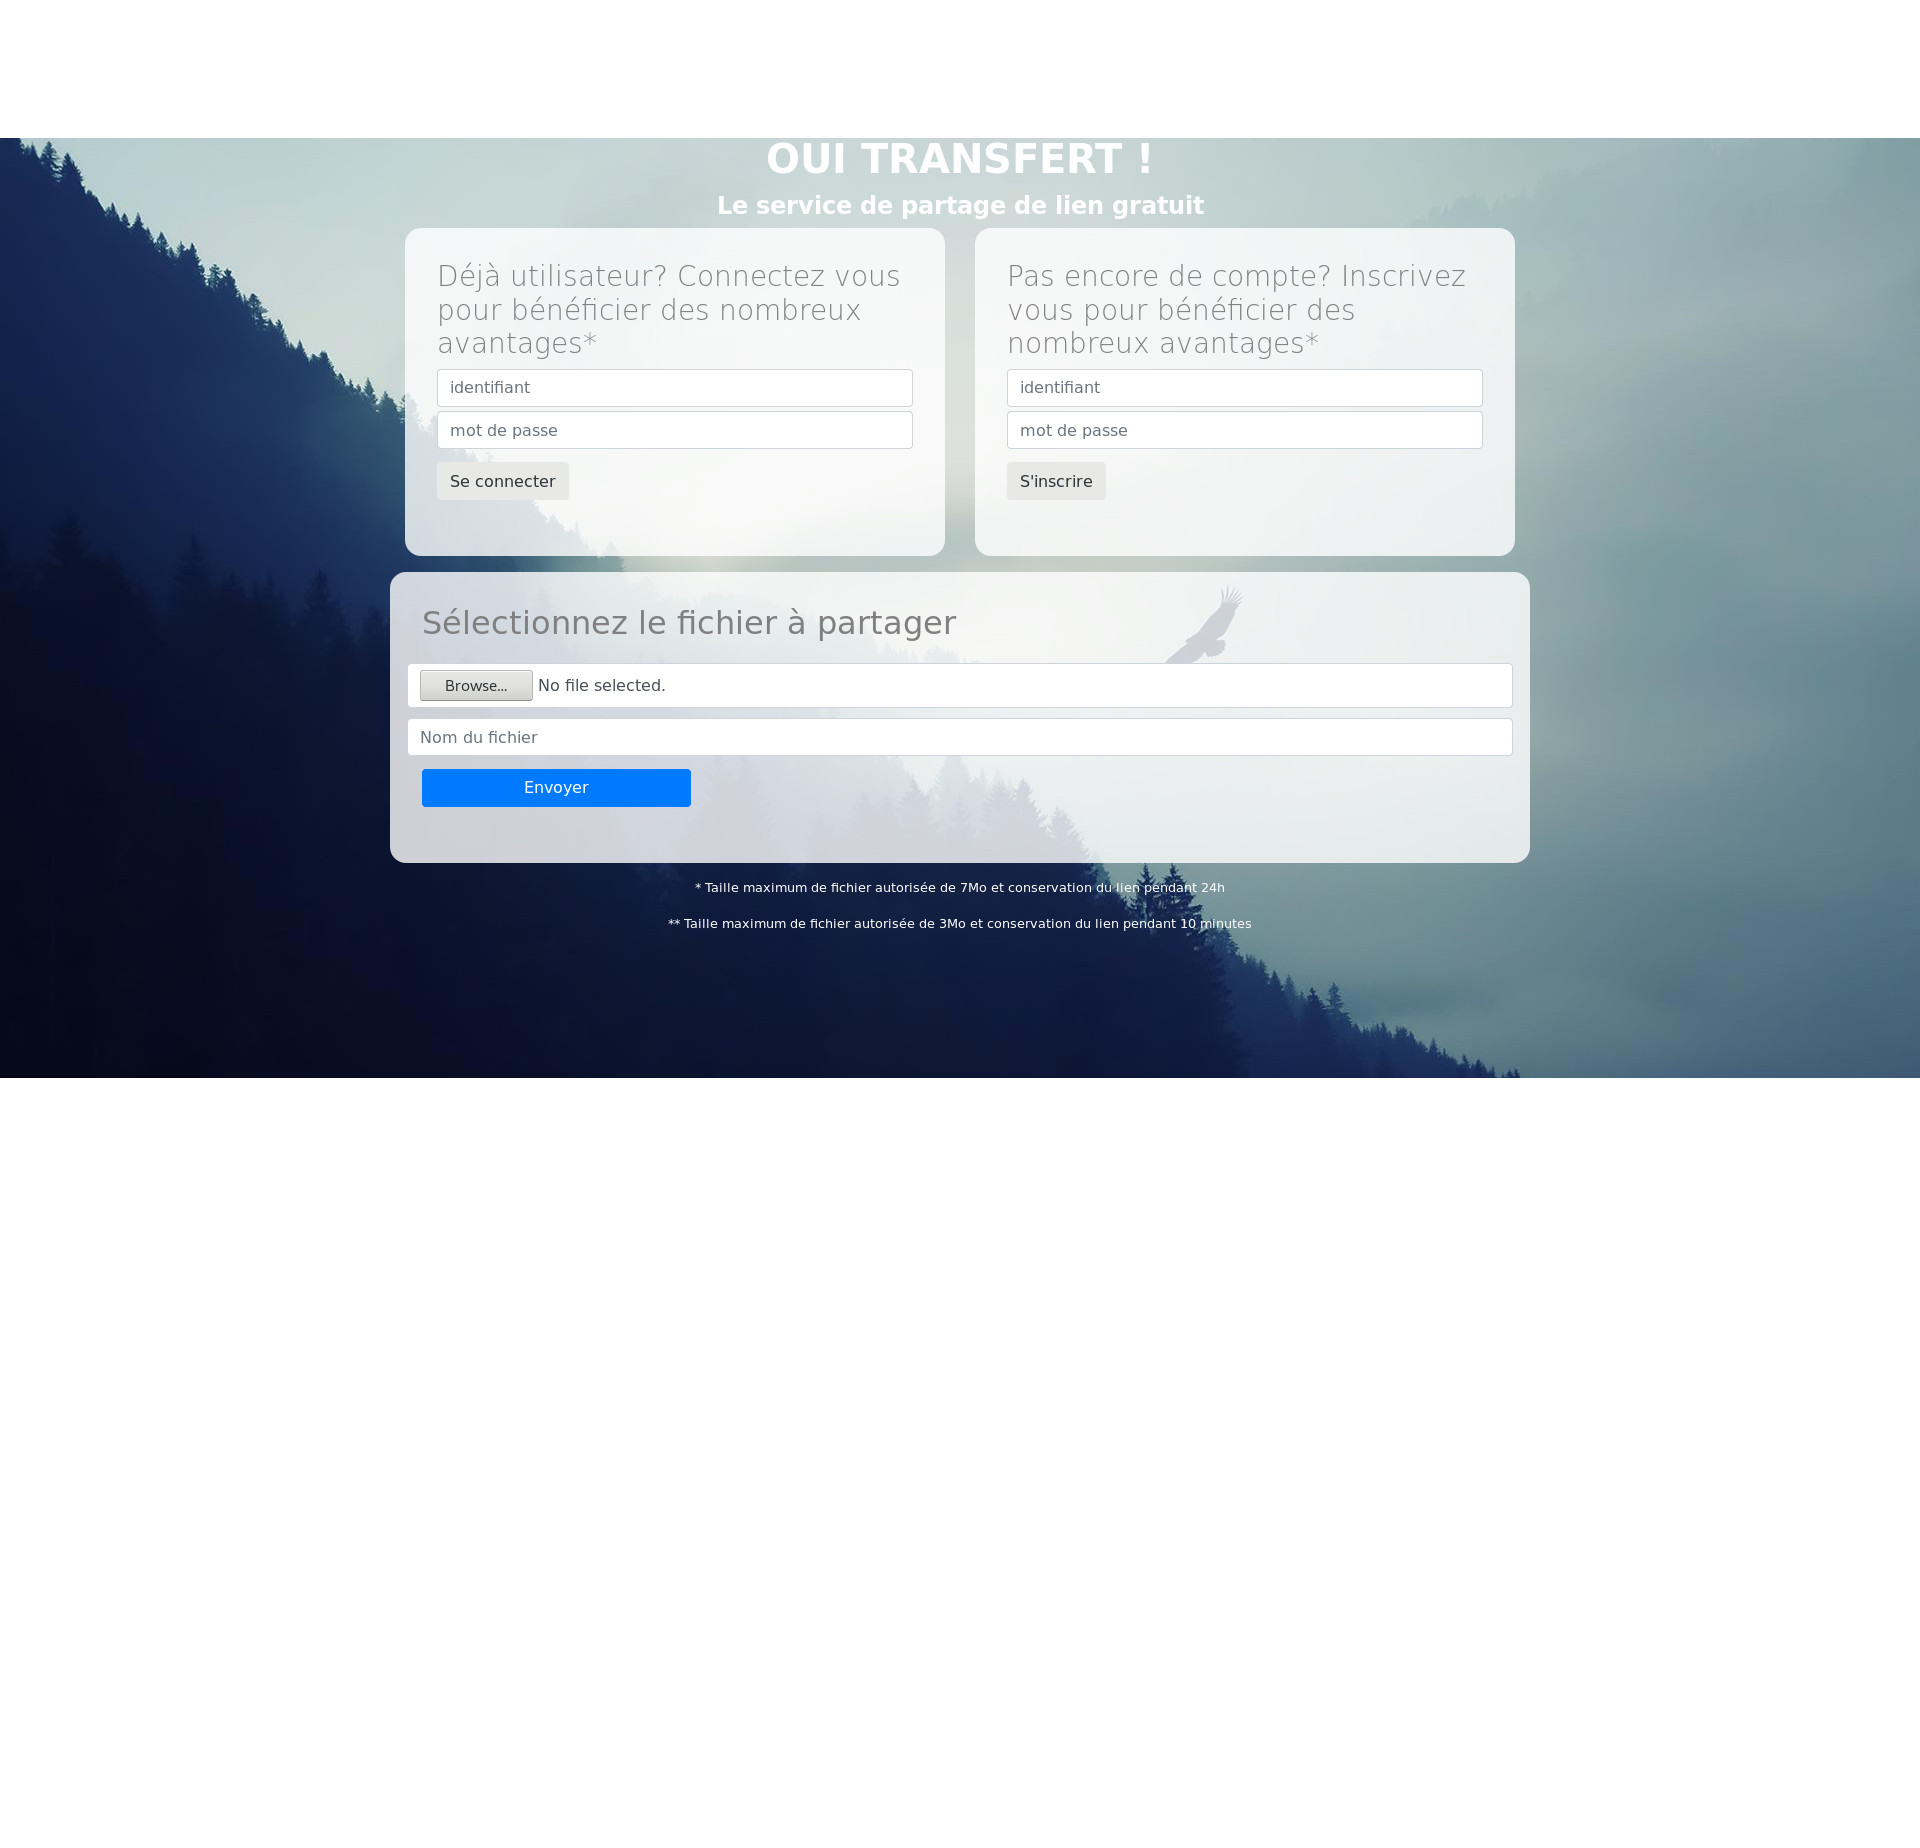 OUI TRANSFERT !
Le service de partage de lien gratuit
Déjà utilisateur? Connectez vous
pour bénéficier des nombreux
avantages*
identifiant
mot de passe
Se connecter
Pas encore de compte? Inscrivez
vous pour bénéficier des
nombreux avantages*
identifiant
mot de passe
S'inscrire
Sélectionnez le fichier à partager
Browse... No file selected.
Nom du fichier
Envoyer
* Taille maximum de fichier autorisée de 7Mo et conservation du lien pendant 24h
** Taille maximum de fichier autorisée de 3Mo et conservation du lien pendant 10 minutes